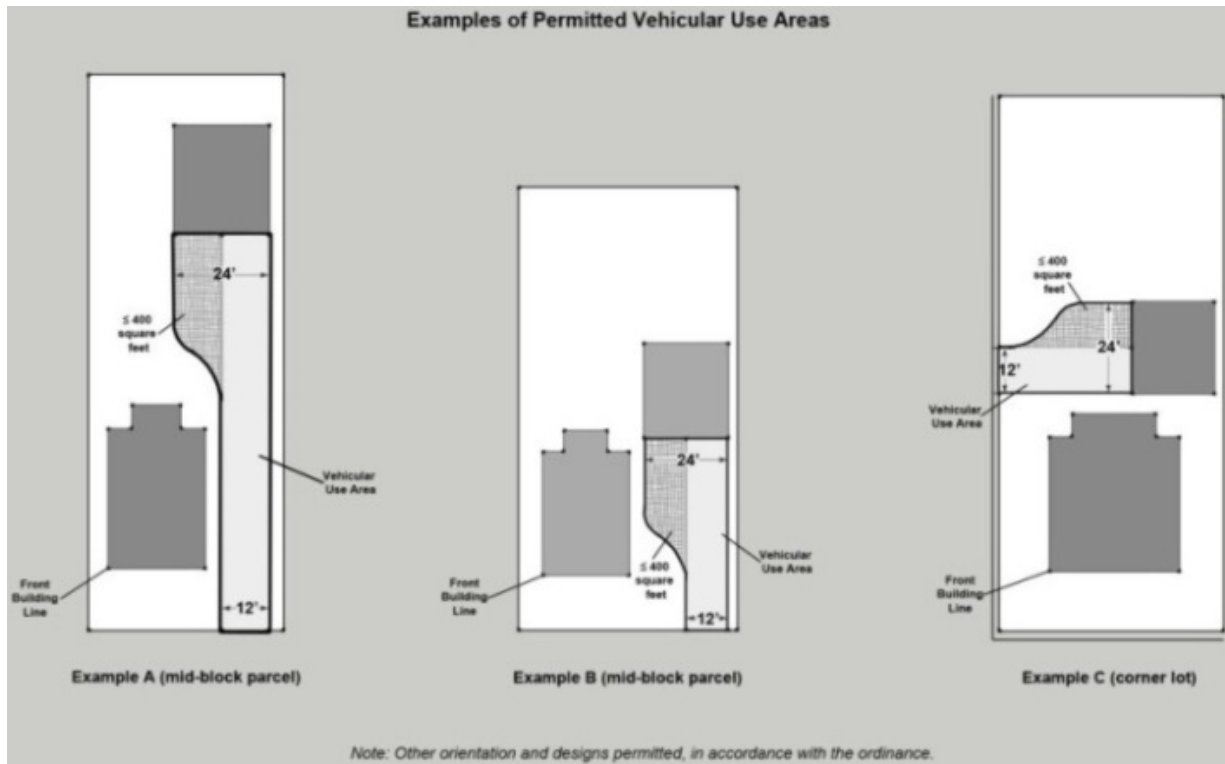 Examples of Permitted Vehicular Use Areas
24'
≤ 400
square
feet
Vehicular
Use Area
Front
Building
Line
12'
Example A (mid-block parcel)
24'
Vehicular
Use Area
≤ 400
square
feet
Front
Building
Line
12'
Example B (mid-block parcel)
≤ 400
square
feet
24'
12'
Vehicular
Use Area
Front
Building
Line
Example C (corner lot)
Note: Other orientation and designs permitted, in accordance with the ordinance.